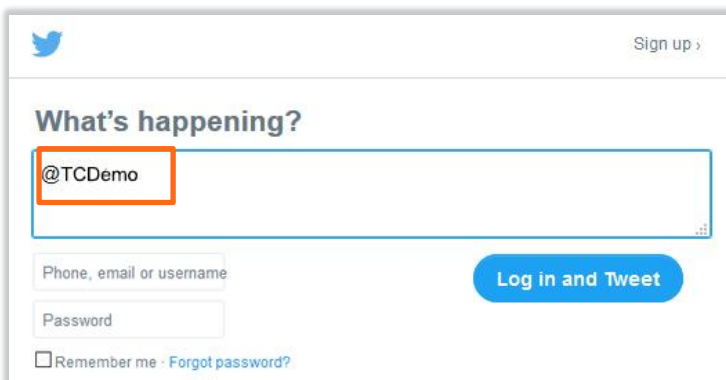 Sign up ›
What's happening?
@TCDemo
Phone, email or username
Log in and Tweet
Password
Remember me · Forgot password?